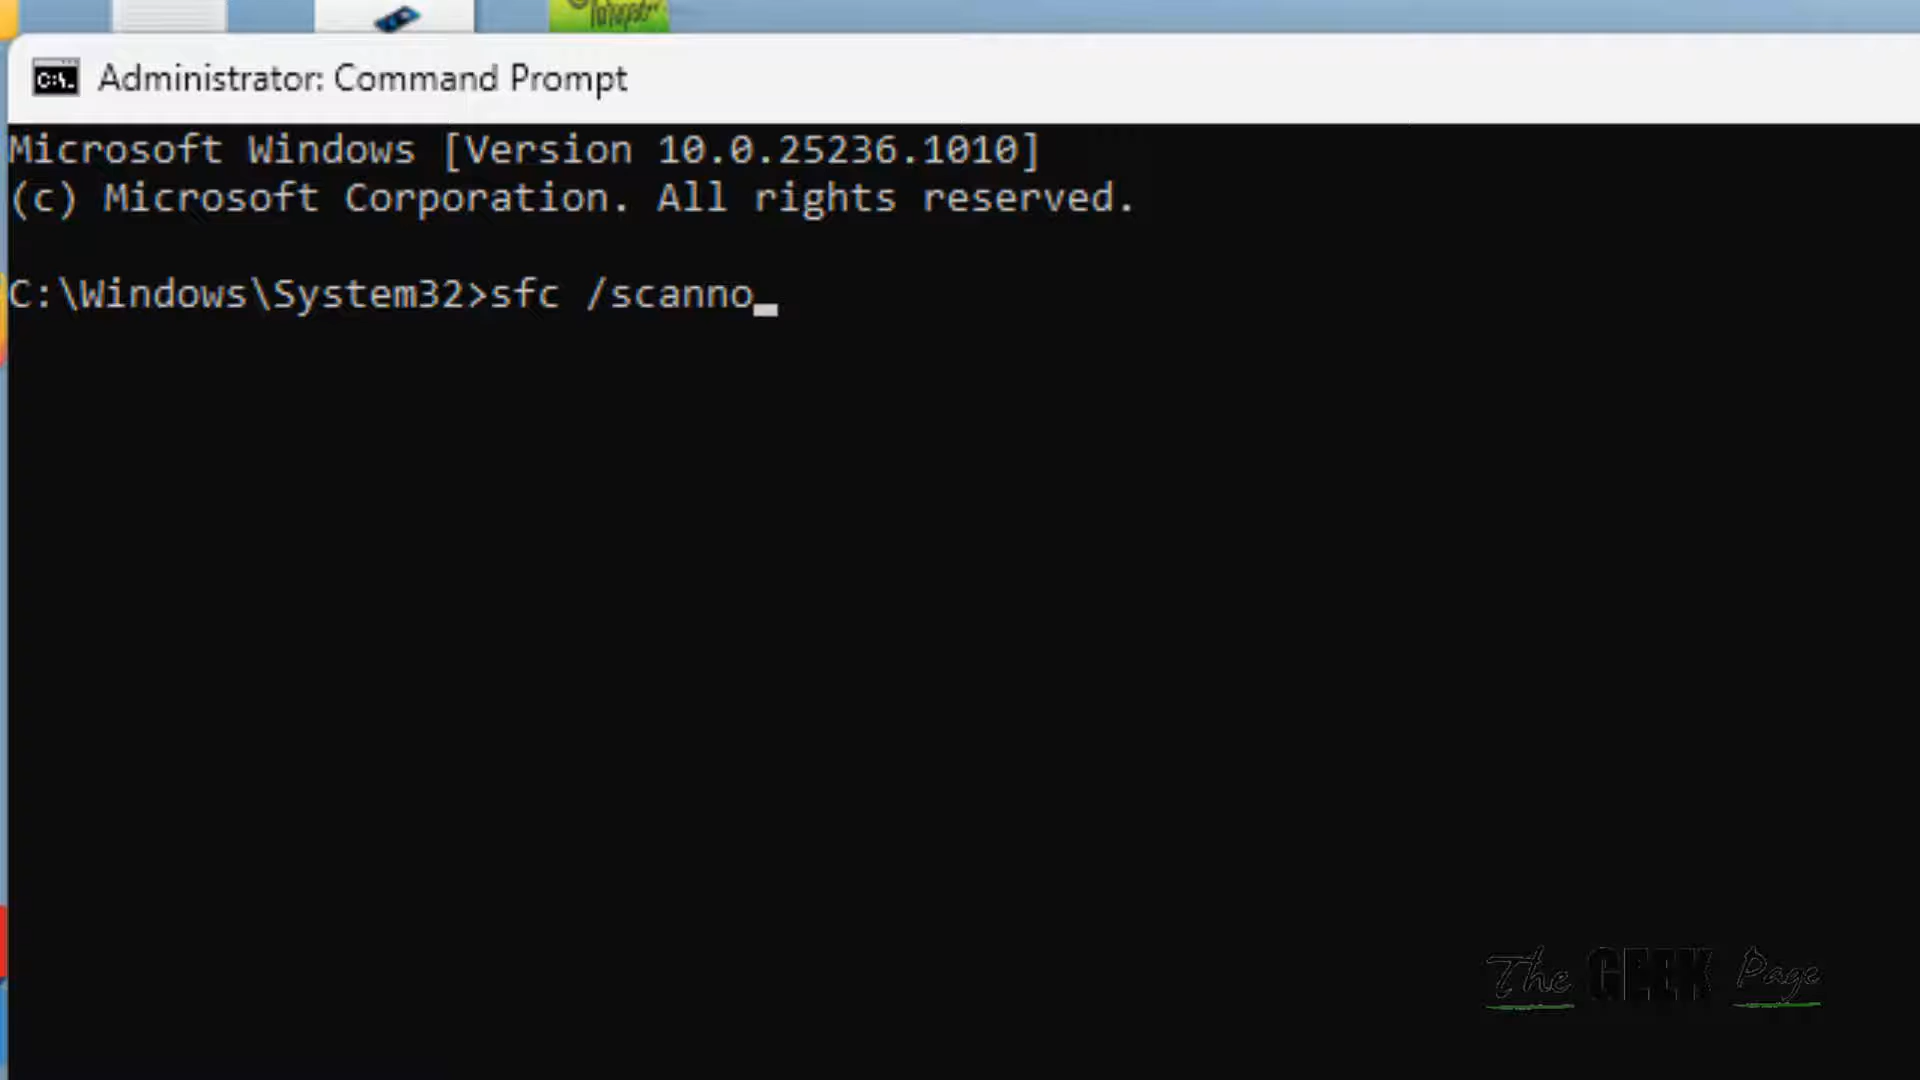 Administrator: Command Prompt
Microsoft Windows [Version 10.0.25236.1010]
(c) Microsoft Corporation. All rights reserved.
C:\Windows\System32>sfc /scanno
The GEEK Page